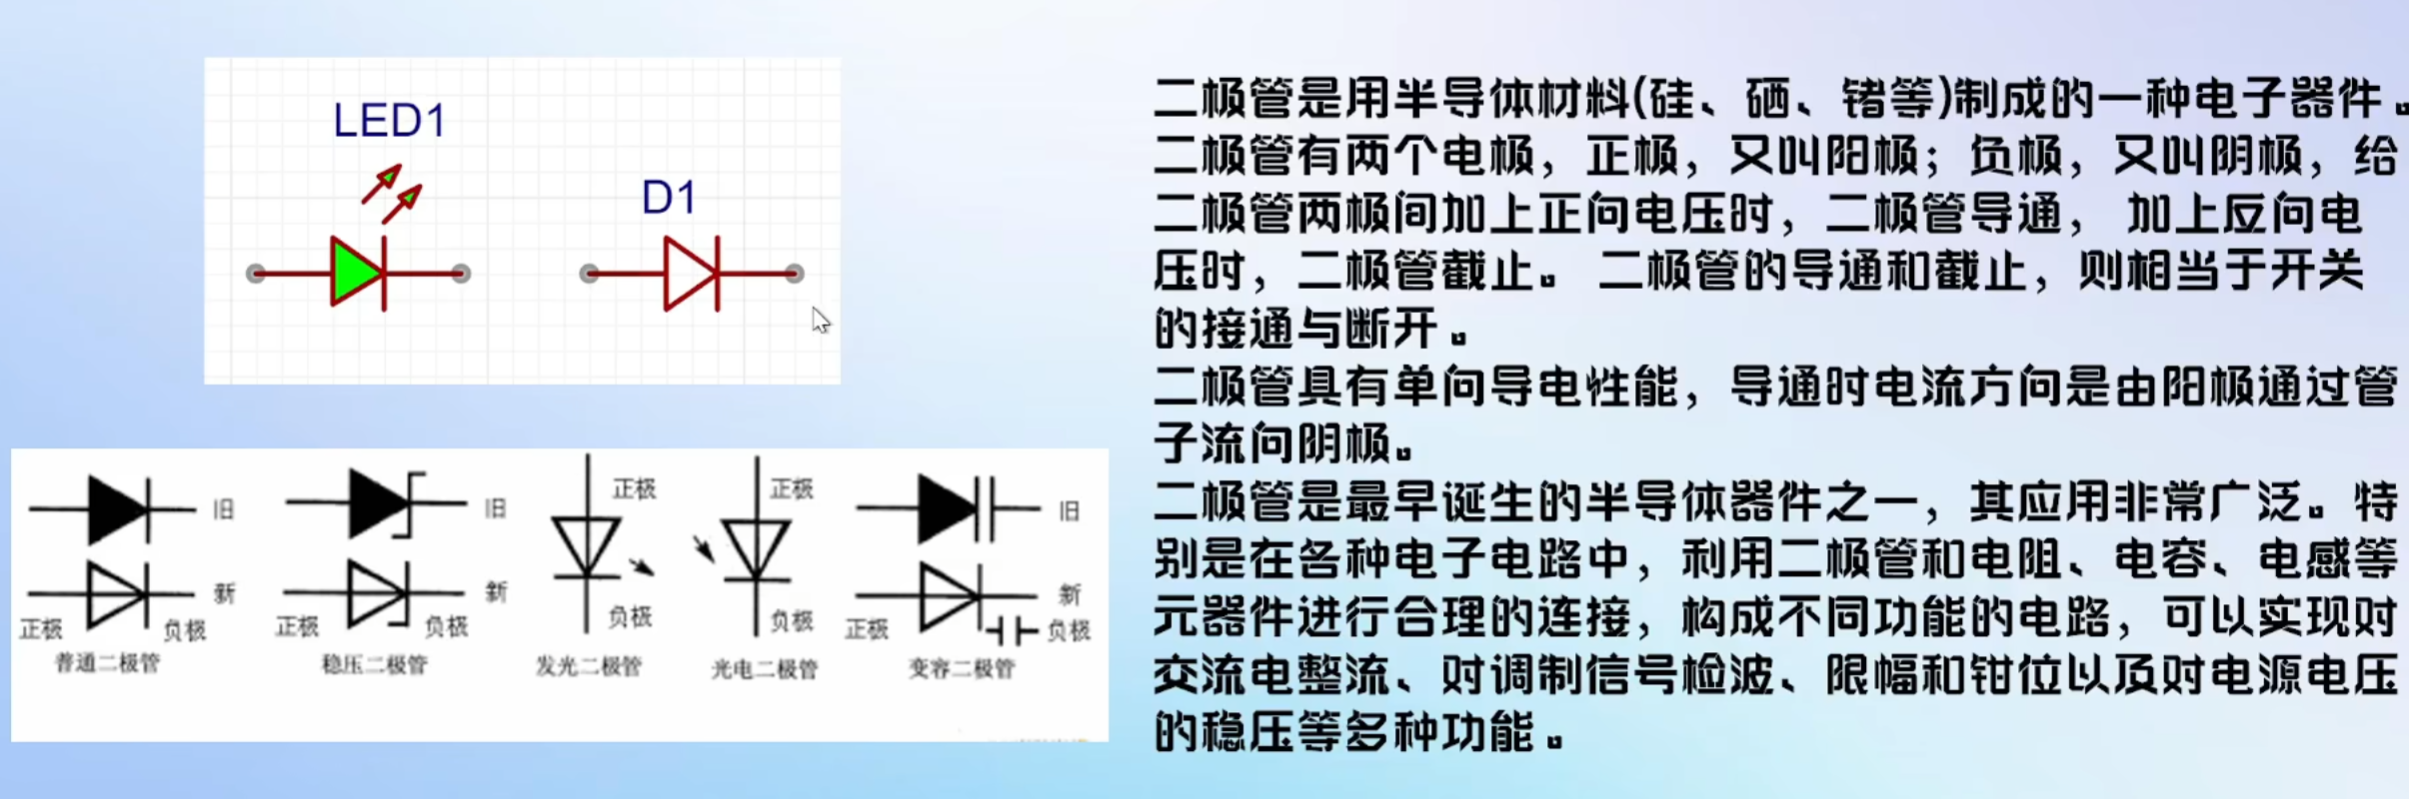 LED1
D1
二极管是用半导体材料(硅、硒、锗等)制成的一种电子器件。
二极管有两个电极，正极，又叫阳极；负极，又叫阴极，给
二极管两极间加上正向电压时，二极管导通， 加上反向电
压时，二极管截止。 二极管的导通和截止，则相当于开关
的接通与断开。
二极管具有单向导电性能，导通时电流方向是由阳极通过管
子流向阴极。
二极管是最早诞生的半导体器件之一，其应用非常广泛。特
别是在各种电子电路中，利用二极管和电阻、电容、电感等
元器件进行合理的连接，构成不同功能的电路，可以实现对
交流电整流、对调制信号检波、限幅和钳位以及对电源电压
的稳压等多种功能。
旧
新
正极
负极
普通二极管
旧
新
正极
负极
稳压二极管
正极
负极
发光二极管
正极
负极
光电二极管
旧
新
正极
负极
变容二极管